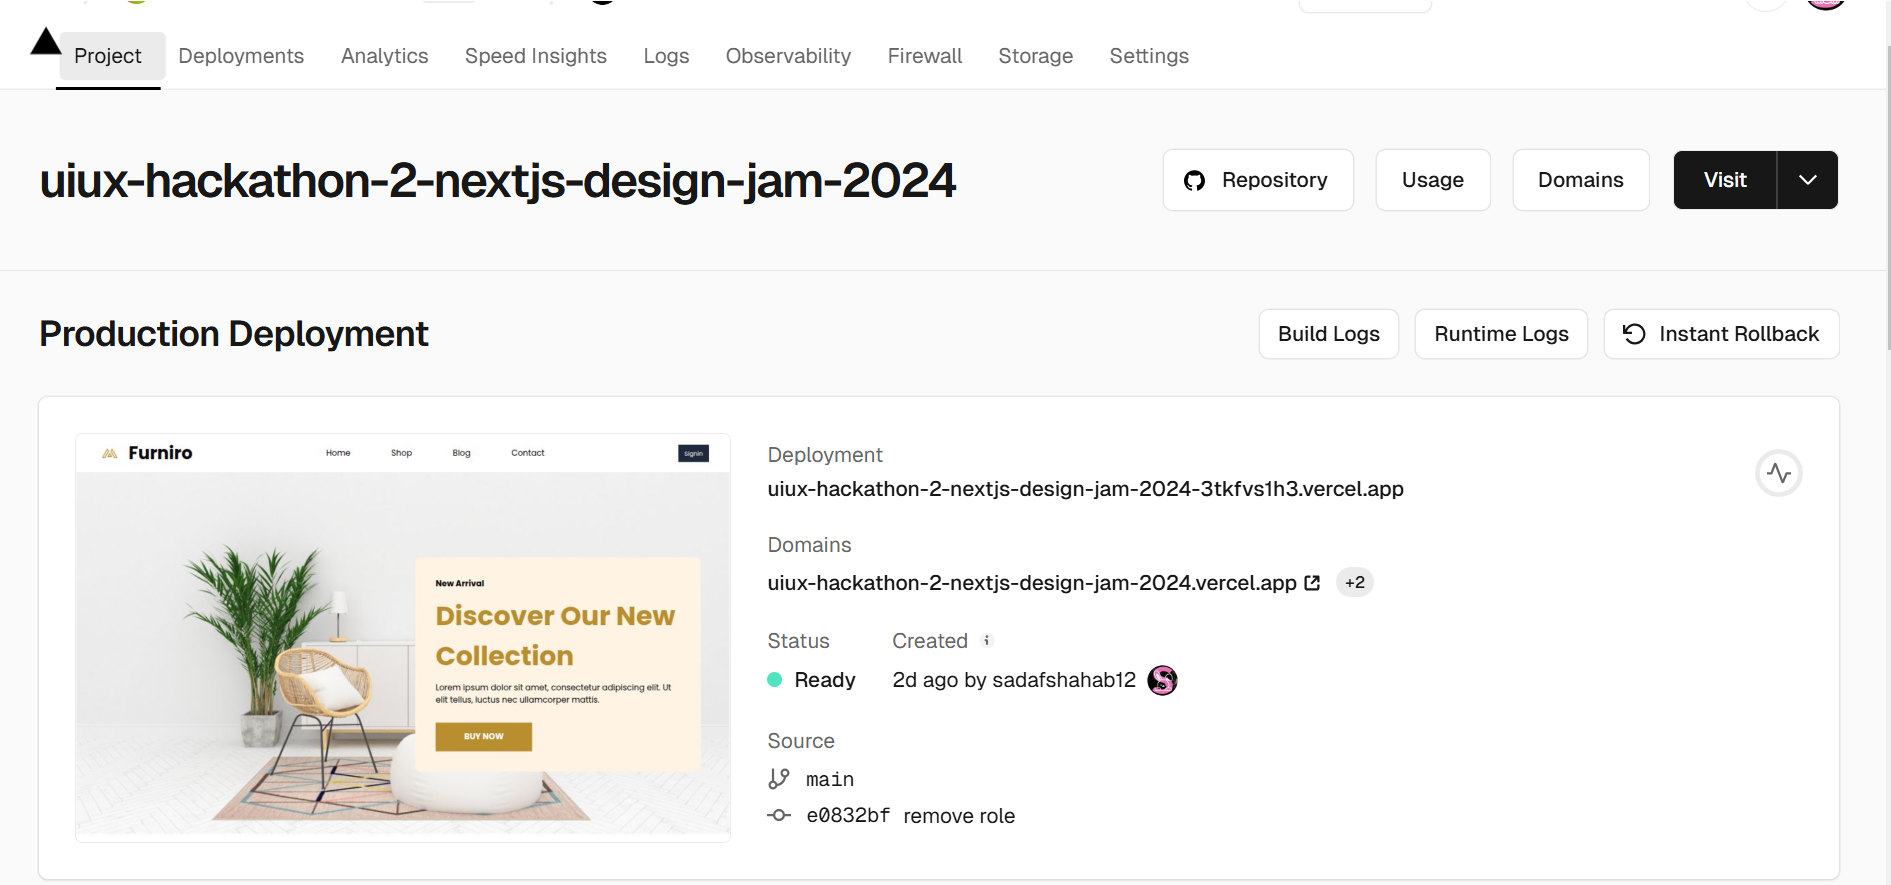 Project Deployments Analytics Speed Insights Logs Observability Firewall Storage Settings
uiux-hackathon-2-nextjs-design-jam-2024
Repository Usage Domains Visit
Production Deployment
Build Logs Runtime Logs Instant Rollback
Furniro Home Shop Blog Contact Signin
New Arrival
Discover Our New
Collection
Lorem ipsum dolor sit amet, consectetur adipiscing elit. Ut
elit tellus, luctus nec ullamcorper mattis.
BUY NOW
Deployment
uiux-hackathon-2-nextjs-design-jam-2024-3tkfvs1h3.vercel.app
Domains
uiux-hackathon-2-nextjs-design-jam-2024.vercel.app +2
Status Created
Ready 2d ago by sadafshahab12
Source
main
e0832bf remove role